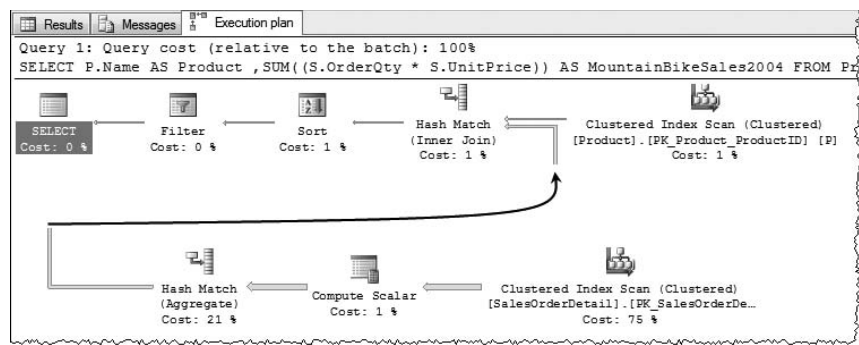 Results Messages Execution plan
Query 1: Query cost (relative to the batch): 100%
SELECT P.Name AS Product ,SUM((S.OrderQty * S.UnitPrice)) AS MountainBikeSales2004 FROM Pr
SELECT
Cost: 0 %
Filter
Cost: 0 %
Sort
Cost: 1 %
Hash Match
(Inner Join)
Cost: 1 %
Clustered Index Scan (Clustered)
[Product].[PK_Product_ProductID] [P]
Cost: 1 %
Hash Match
(Aggregate)
Cost: 21 %
Compute Scalar
Cost: 1 %
Clustered Index Scan (Clustered)
[SalesOrderDetail].[PK_SalesOrderDe…
Cost: 75 %